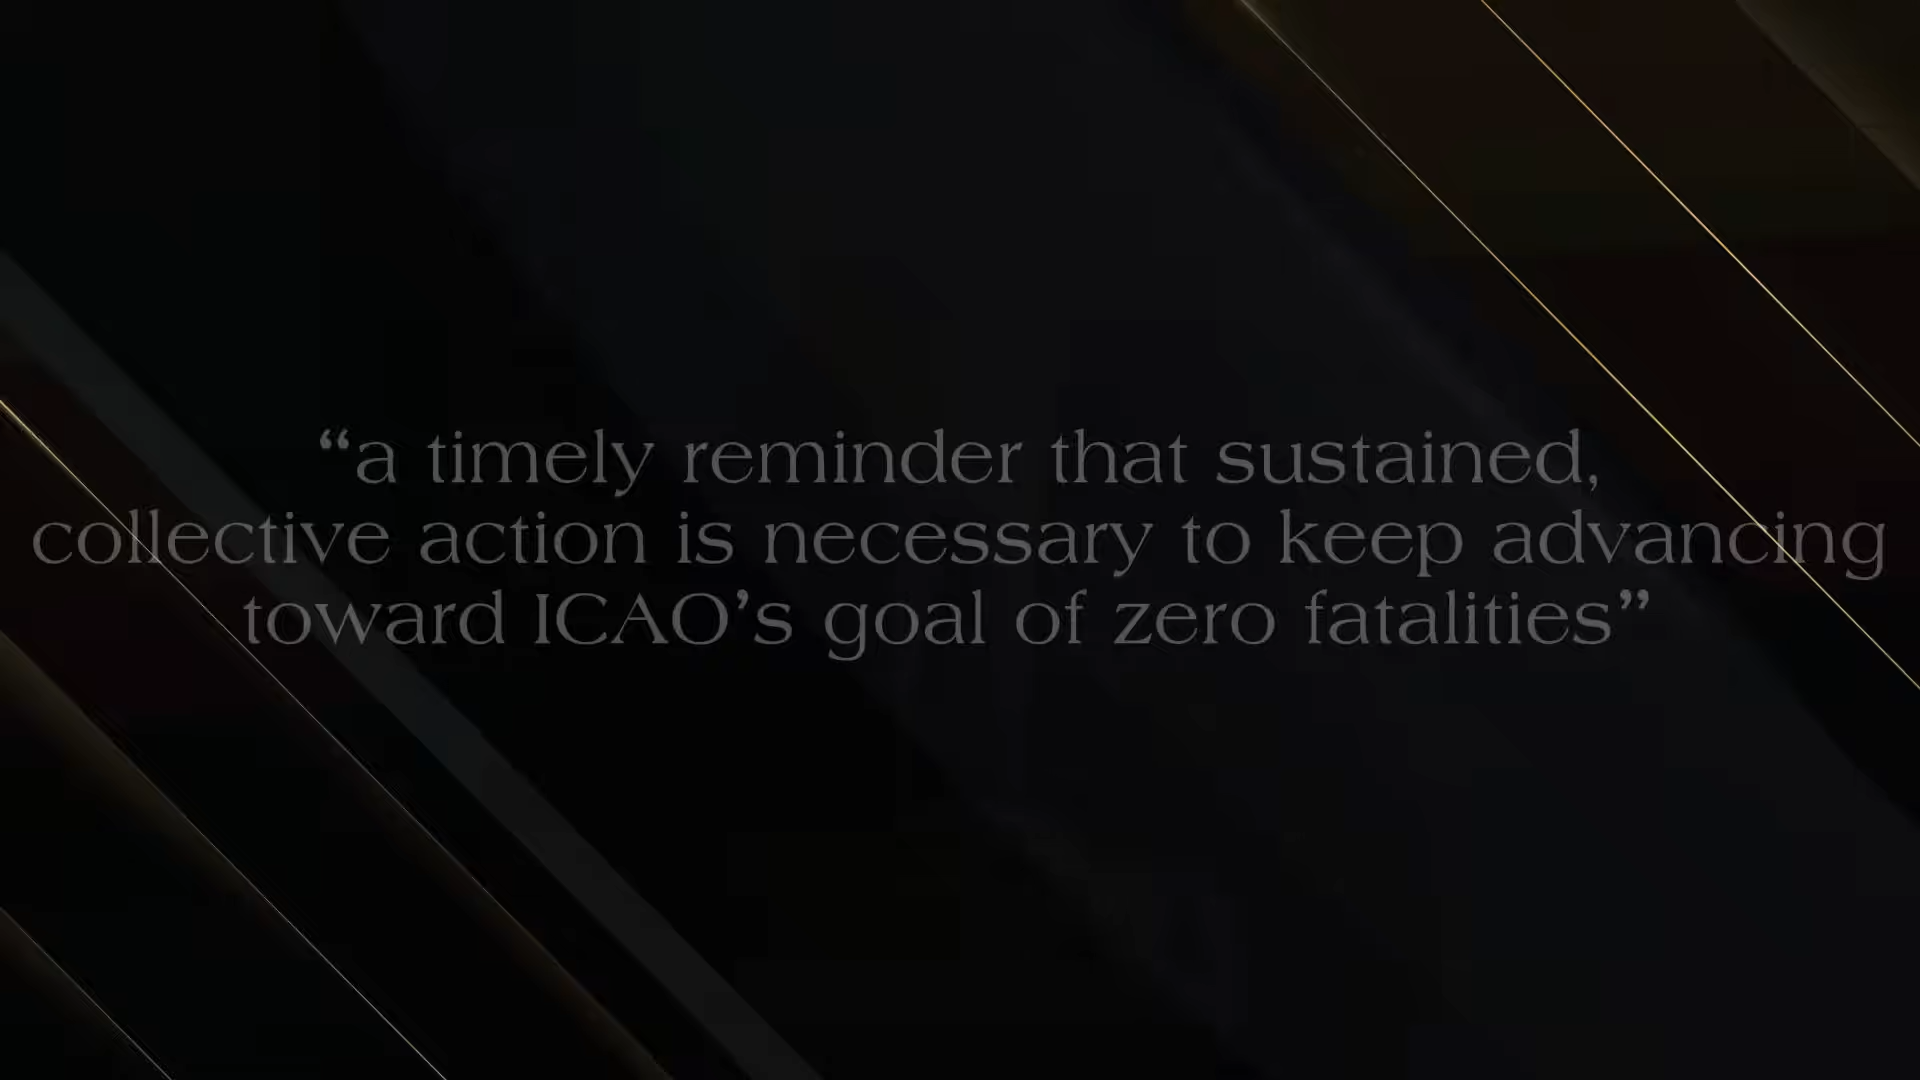 “a timely reminder that sustained,
collective action is necessary to keep advancing
toward ICAO’s goal of zero fatalities”